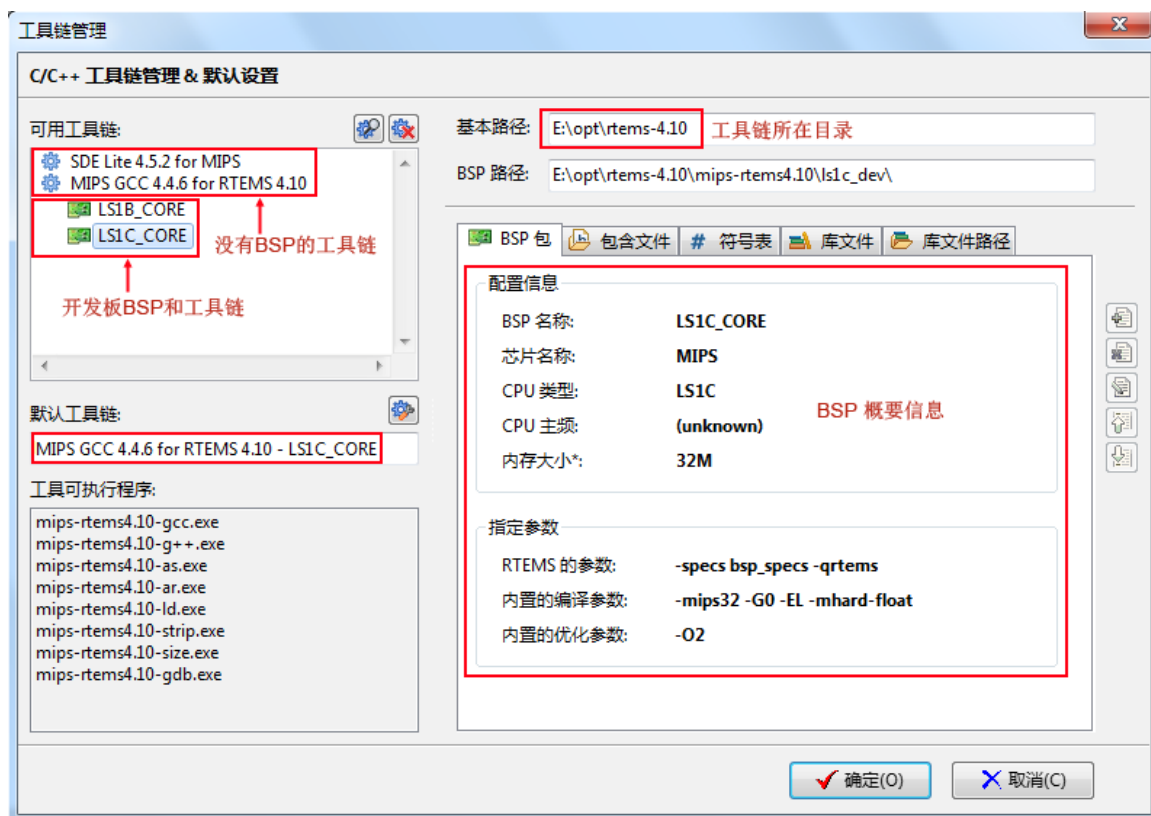 工具链管理
C/C++ 工具链管理 & 默认设置
可用工具链:
SDE Lite 4.5.2 for MIPS
MIPS GCC 4.4.6 for RTEMS 4.10
LS1B_CORE
LS1C_CORE
没有BSP的工具链
开发板BSP和工具链
默认工具链:
MIPS GCC 4.4.6 for RTEMS 4.10 - LS1C_CORE
工具可执行程序:
mips-rtems4.10-gcc.exe
mips-rtems4.10-g++.exe
mips-rtems4.10-as.exe
mips-rtems4.10-ar.exe
mips-rtems4.10-ld.exe
mips-rtems4.10-strip.exe
mips-rtems4.10-size.exe
mips-rtems4.10-gdb.exe
基本路径: E:\opt\rtems-4.10 工具链所在目录
BSP 路径: E:\opt\rtems-4.10\mips-rtems4.10\ls1c_dev\
BSP 包 包含文件 # 符号表 库文件 库文件路径
配置信息
BSP 名称: LS1C_CORE
芯片名称: MIPS
CPU 类型: LS1C
CPU 主频: (unknown)
内存大小*: 32M
BSP 概要信息
指定参数
RTEMS 的参数: -specs bsp_specs -qrtems
内置的编译参数: -mips32 -G0 -EL -mhard-float
内置的优化参数: -O2
确定(O) 取消(C)